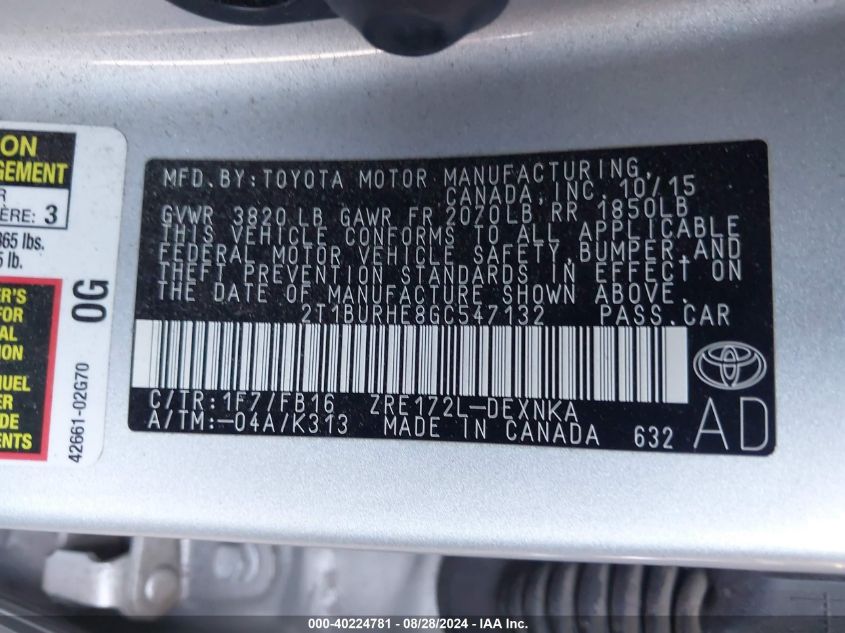 ON
GEMENT
R
ÈRE: 3
365 lbs.
5 lb.
R'S
FOR
AL
ION
NUEL
ER
DE
ENTS
0G
42661-02G70
MFD.BY:TOYOTA MOTOR MANUFACTURING,
CANADA,INC. 10/15
GVWR 3820 LB GAWR FR 2070LB RR 1850LB
THIS VEHICLE CONFORMS TO ALL APPLICABLE
FEDERAL MOTOR VEHICLE SAFETY,BUMPER,AND
THEFT PREVENTION STANDARDS IN EFFECT ON
THE DATE OF MANUFACTURE SHOWN ABOVE.
2T1BURHE8GC547132 PASS.CAR
C/TR:1F7/FB16 ZRE172L-DEXNKA
A/TM:-04A/K313 MADE IN CANADA 632
AD
000-40224781 - 08/28/2024 - IAA Inc.